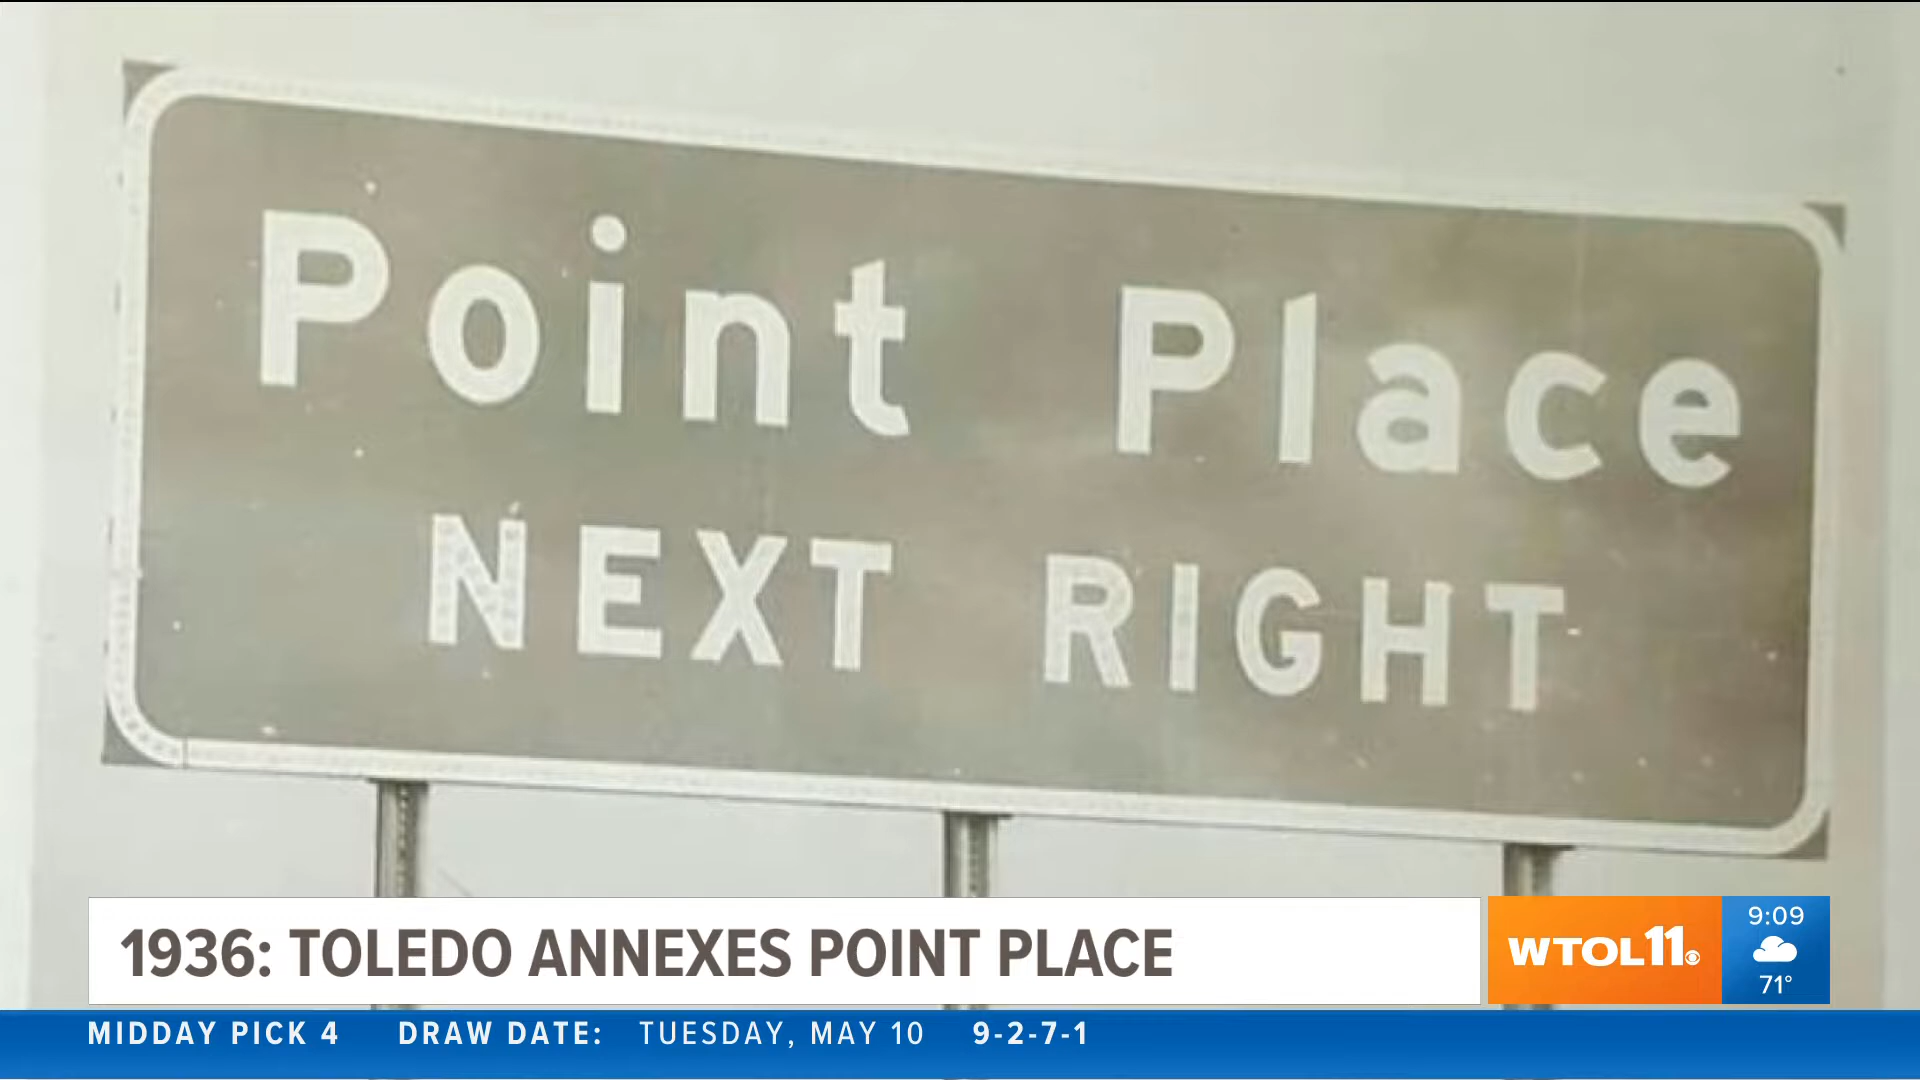 Point Place
NEXT RIGHT
1936: TOLEDO ANNEXES POINT PLACE
WTOL11
9:09
71°
MIDDAY PICK 4 DRAW DATE: TUESDAY, MAY 10 9-2-7-1